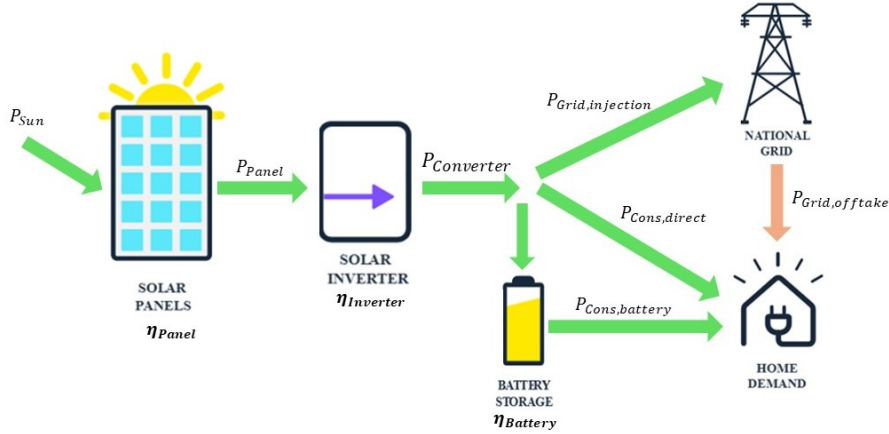 P_Sun
SOLAR
PANELS
η_Panel
P_Panel
SOLAR
INVERTER
η_Inverter
P_Converter
P_Grid,injection
P_Cons,direct
BATTERY
STORAGE
η_Battery
P_Cons,battery
NATIONAL
GRID
P_Grid,offtake
HOME
DEMAND